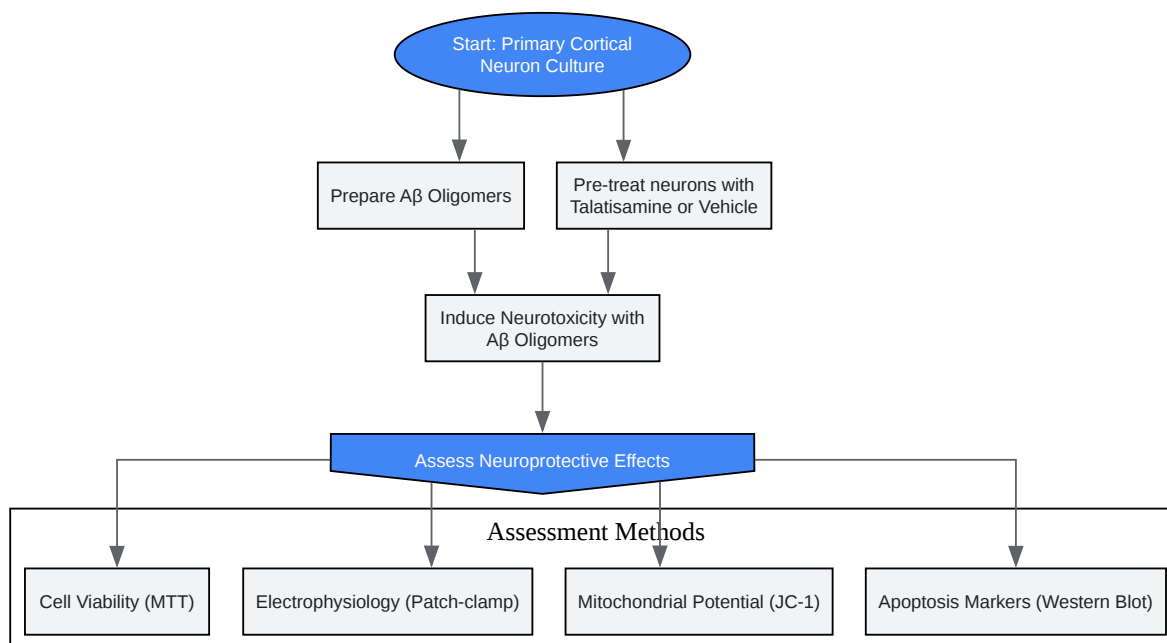 Start: Primary Cortical
Neuron Culture
Prepare Aβ Oligomers
Pre-treat neurons with
Talatisamine or Vehicle
Induce Neurotoxicity with
Aβ Oligomers
Assess Neuroprotective Effects
Assessment Methods
Cell Viability (MTT)
Electrophysiology (Patch-clamp)
Mitochondrial Potential (JC-1)
Apoptosis Markers (Western Blot)